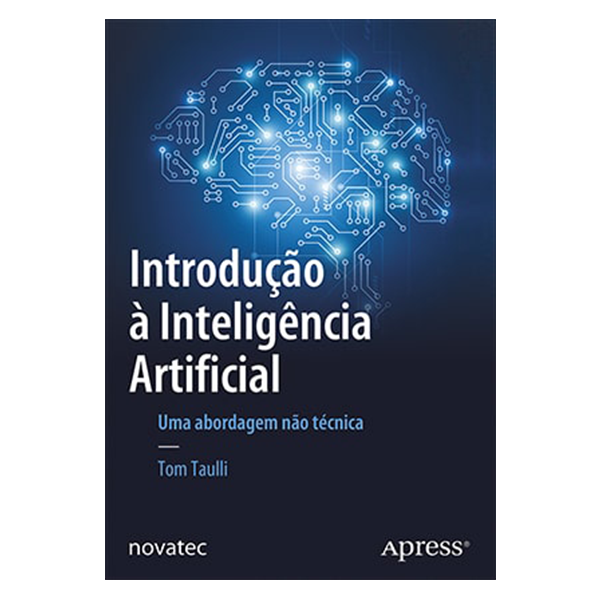 Introdução
à Inteligência
Artificial
Uma abordagem não técnica
Tom Taulli
novatec
Apress®